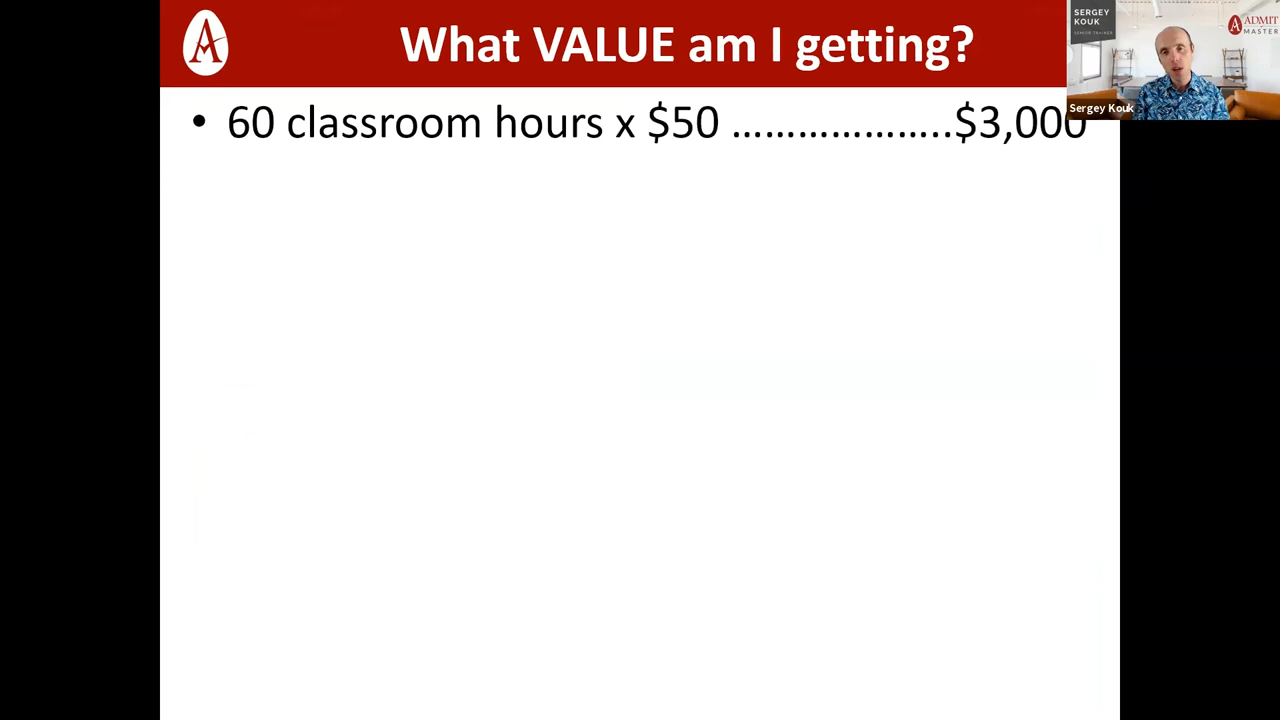 What VALUE am I getting?
• 60 classroom hours x $50 …………………..$3,000
SERGEY
KOUK
SENIOR TRAINER
ADMIT
MASTER
Sergey Kouk